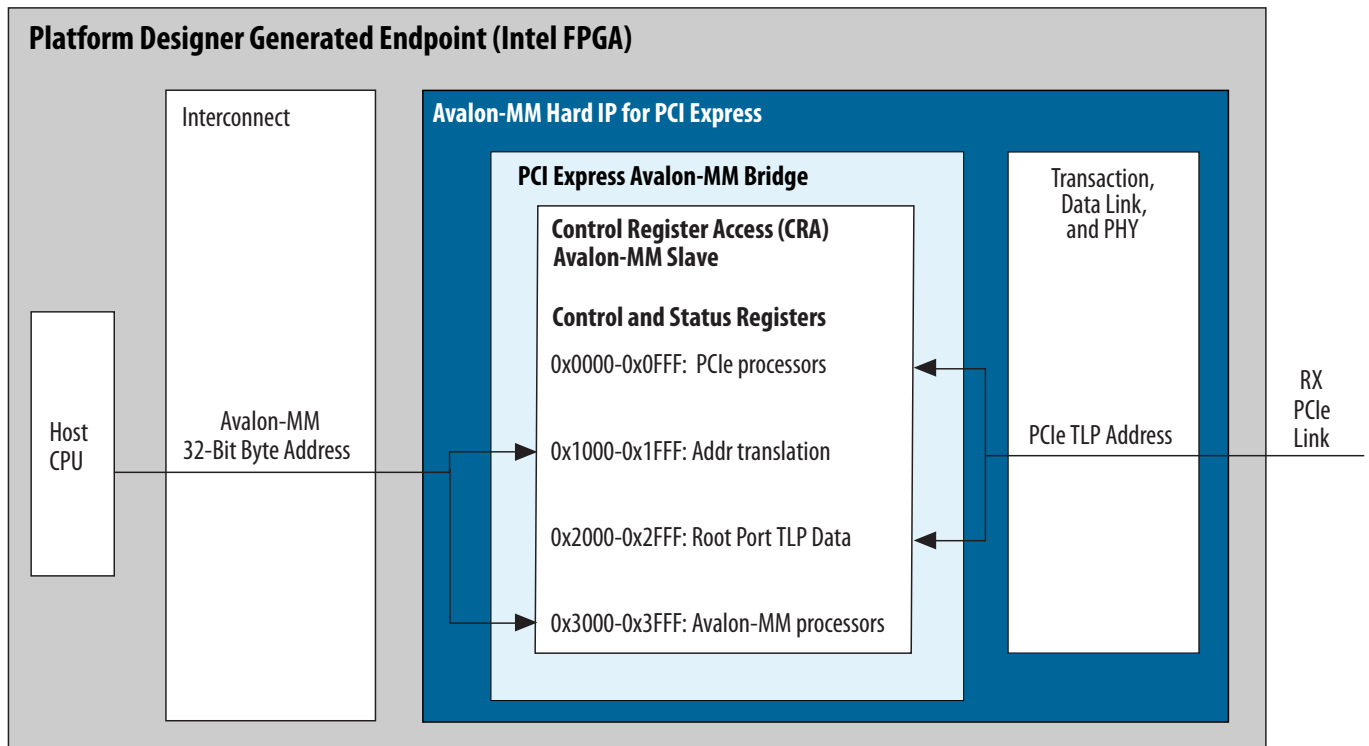 Platform Designer Generated Endpoint (Intel FPGA)
Interconnect
Avalon-MM Hard IP for PCI Express
PCI Express Avalon-MM Bridge
Transaction,
Data Link,
and PHY
Control Register Access (CRA)
Avalon-MM Slave
Control and Status Registers
0x0000-0x0FFF: PCIe processors
Host
CPU
Avalon-MM
32-Bit Byte Address
0x1000-0x1FFF: Addr translation
PCIe TLP Address
RX
PCIe
Link
0x2000-0x2FFF: Root Port TLP Data
0x3000-0x3FFF: Avalon-MM processors